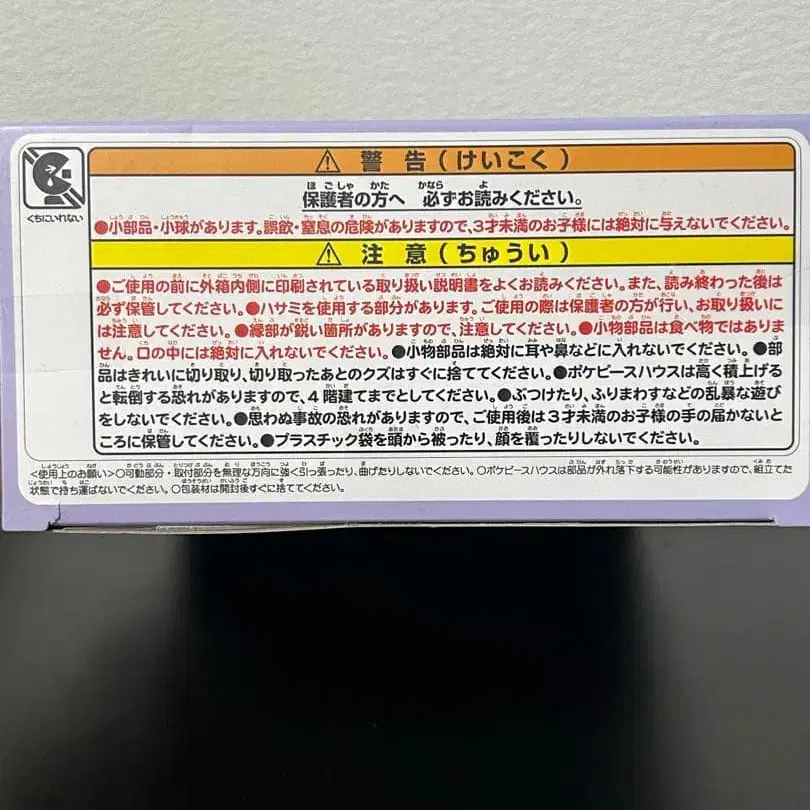 くちにいれない
⚠ 警告(けいこく)
保護者の方へ 必ずお読みください。
●小部品・小球があります。誤飲・窒息の危険がありますので、3才未満のお子様には絶対に与えないでください。
⚠ 注意(ちゅうい)
●ご使用の前に外箱内側に印刷されている取り扱い説明書をよくお読みください。また、読み終わった後は
必ず保管してください。●ハサミを使用する部分があります。ご使用の際は保護者の方が行い、お取り扱いに
は注意してください。●縁部が鋭い箇所がありますので、注意してください。●小物部品は食べ物ではありま
せん。口の中には絶対に入れないでください。●小物部品は絶対に耳や鼻などに入れないでください。●部
品はきれいに切り取り、切り取ったあとのクズはすぐに捨ててください。●ポケピースハウスは高く積上げる
と転倒する恐れがありますので、4階建てまでとしてください。●ぶつけたり、ふりまわすなどの乱暴な遊び
をしないでください。●思わぬ事故の恐れがありますので、ご使用後は3才未満のお子様の手の届かないと
ころに保管してください。●プラスチック袋を頭から被ったり、顔を覆ったりしないでください。
<使用上のお願い>○可動部分・取付部分を無理な方向に強く引っ張ったり、曲げたりしないでください。○ポケピースハウスは部品が外れ落下する可能性がありますので、組立てた
状態で持ち運ばないでください。○包装材は開封後すぐに捨ててください。